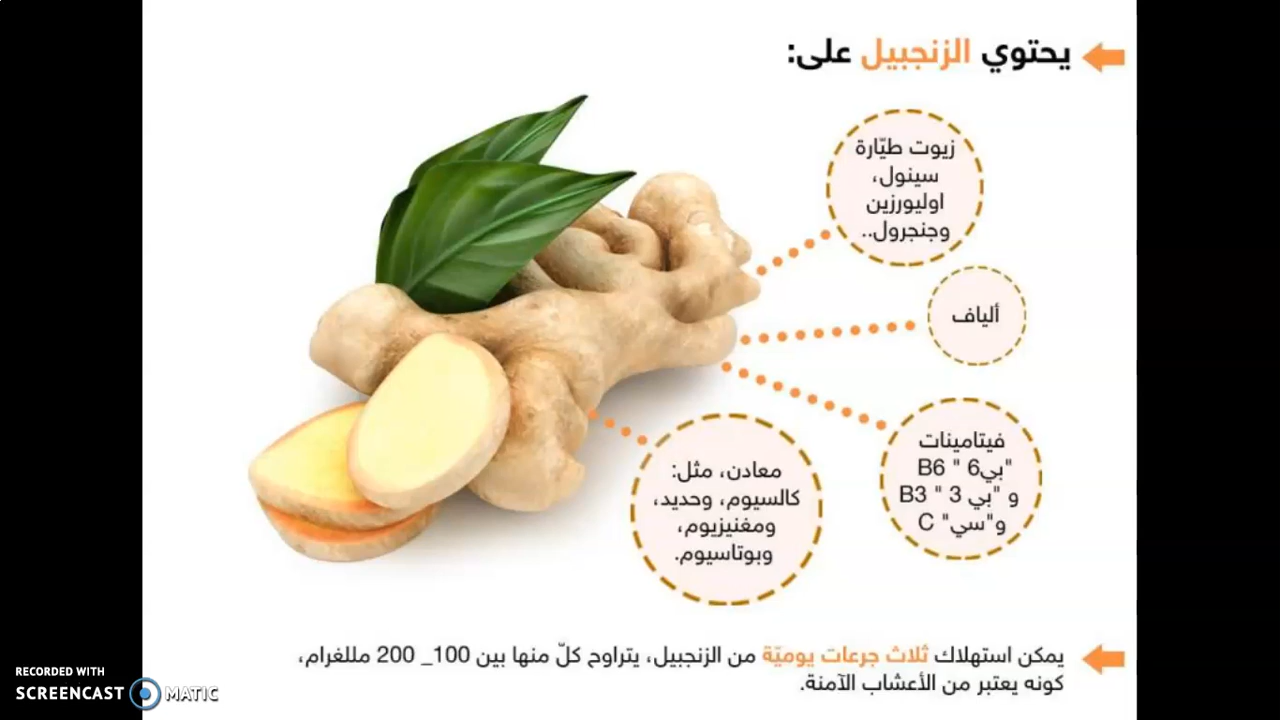 يحتوي الزنجبيل على:
زيوت طيّارة
سينول،
اوليورزين
وجنجرول..
ألياف
فيتامينات
"بي6 " B6
و "بي 3 " B3
و"سي" C
معادن، مثل:
كالسيوم، وحديد،
ومغنيزيوم،
وبوتاسيوم.
يمكن استهلاك ثلاث جرعات يوميّة من الزنجبيل، يتراوح كلّ منها بين 100_ 200 مللغرام،
كونه يعتبر من الأعشاب الآمنة.
RECORDED WITH
SCREENCAST MATIC